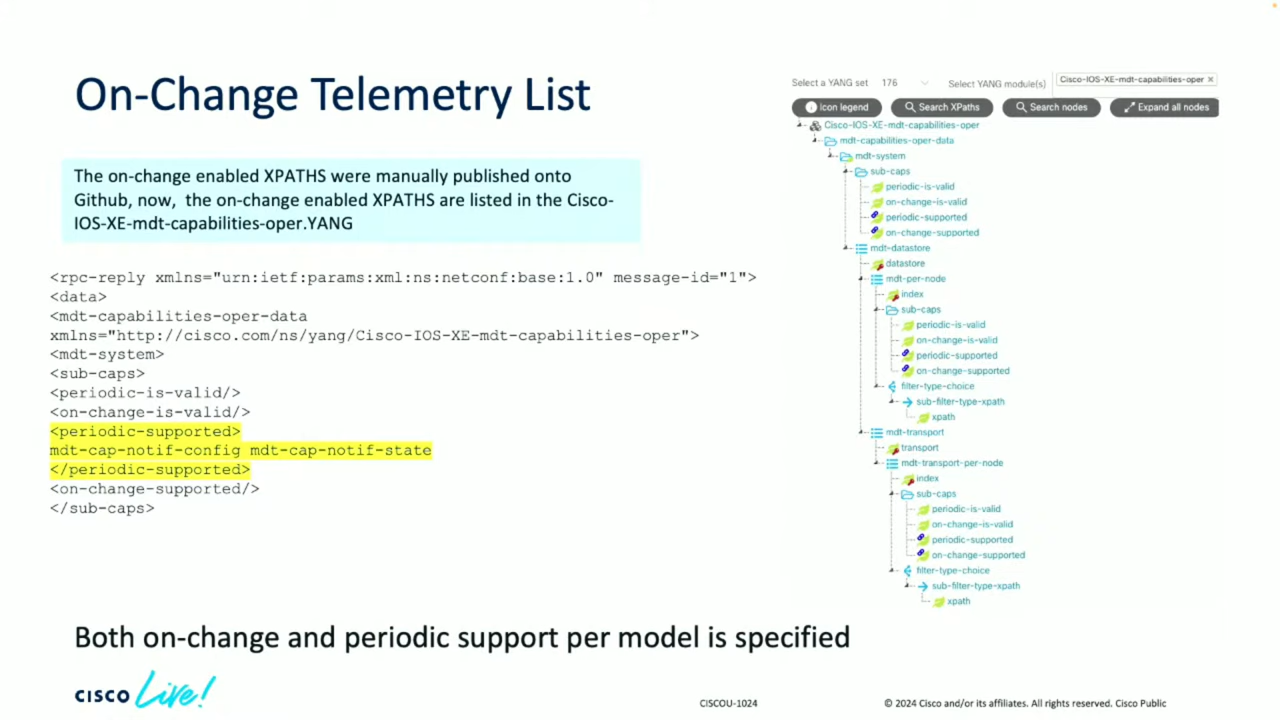 On-Change Telemetry List
The on-change enabled XPATHS were manually published onto
Github, now,  the on-change enabled XPATHS are listed in the Cisco-
IOS-XE-mdt-capabilities-oper.YANG
<rpc-reply xmlns="urn:ietf:params:xml:ns:netconf:base:1.0" message-id="1">
<data>
<mdt-capabilities-oper-data
xmlns="http://cisco.com/ns/yang/Cisco-IOS-XE-mdt-capabilities-oper">
<mdt-system>
<sub-caps>
<periodic-is-valid/>
<on-change-is-valid/>
<periodic-supported>
mdt-cap-notif-config mdt-cap-notif-state
</periodic-supported>
<on-change-supported/>
</sub-caps>
Select a YANG set 176 Select YANG module(s) Cisco-IOS-XE-mdt-capabilities-oper ×
Icon legend Search XPaths Search nodes Expand all nodes
Cisco-IOS-XE-mdt-capabilities-oper
mdt-capabilities-oper-data
mdt-system
sub-caps
periodic-is-valid
on-change-is-valid
periodic-supported
on-change-supported
mdt-datastore
datastore
mdt-per-node
index
sub-caps
periodic-is-valid
on-change-is-valid
periodic-supported
on-change-supported
filter-type-choice
sub-filter-type-xpath
xpath
mdt-transport
transport
mdt-transport-per-node
index
sub-caps
periodic-is-valid
on-change-is-valid
periodic-supported
on-change-supported
filter-type-choice
sub-filter-type-xpath
xpath
Both on-change and periodic support per model is specified
CISCO Live!
CISCOU-1024
© 2024 Cisco and/or its affiliates. All rights reserved. Cisco Public